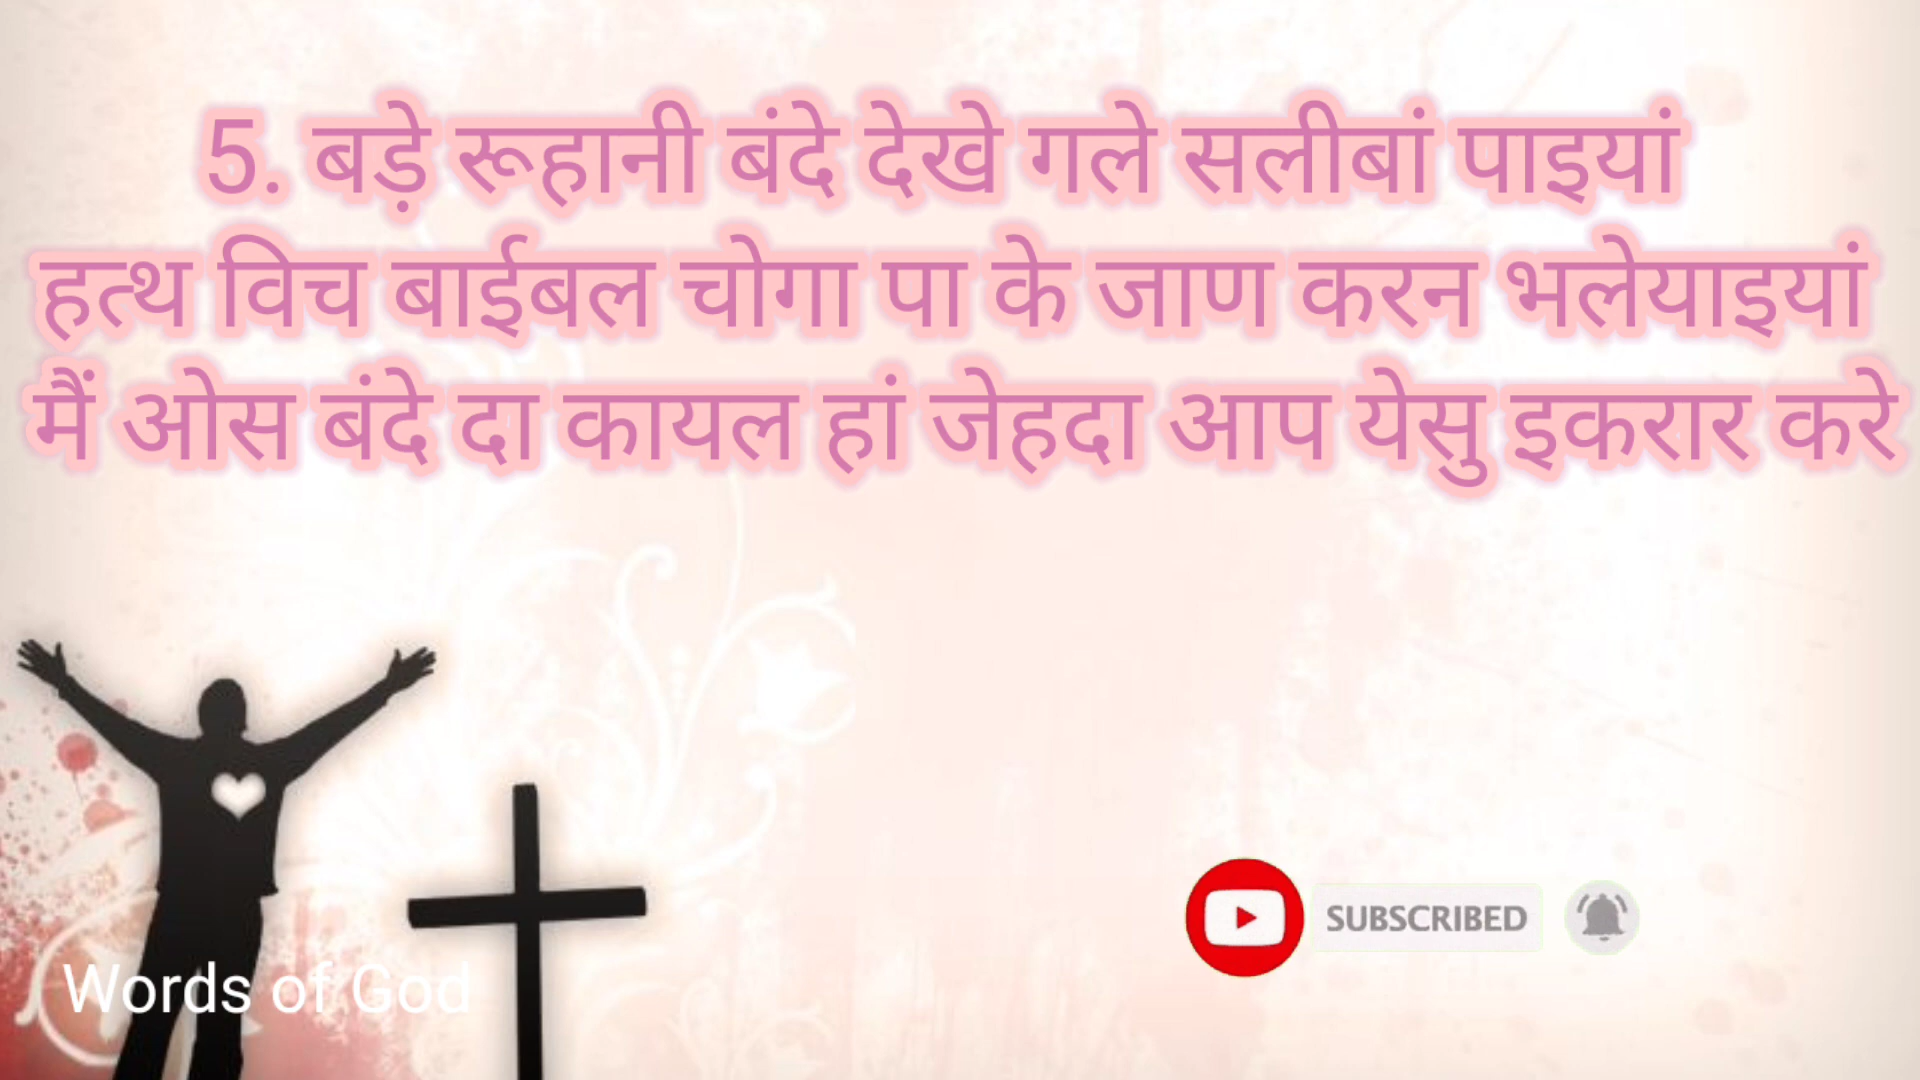 5. बड़े रूहानी बंदे देखे गले सलीबां पाइयां
हत्थ विच बाईबल चोगा पा के जाण करन भलेयाइयां
मैं ओस बंदे दा कायल हां जेहदा आप येसु इकरार करे
SUBSCRIBED
Words of God